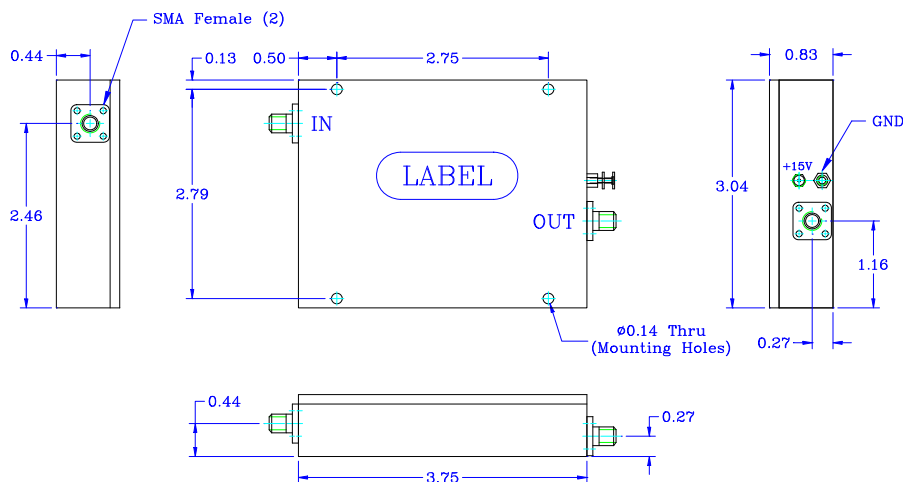 SMA Female (2)
0.44
0.13
0.50
2.75
0.83
GND
IN
+15V
LABEL
2.79
3.04
2.46
OUT
1.16
ø0.14 Thru
(Mounting Holes)
0.27
0.44
0.27
3.75